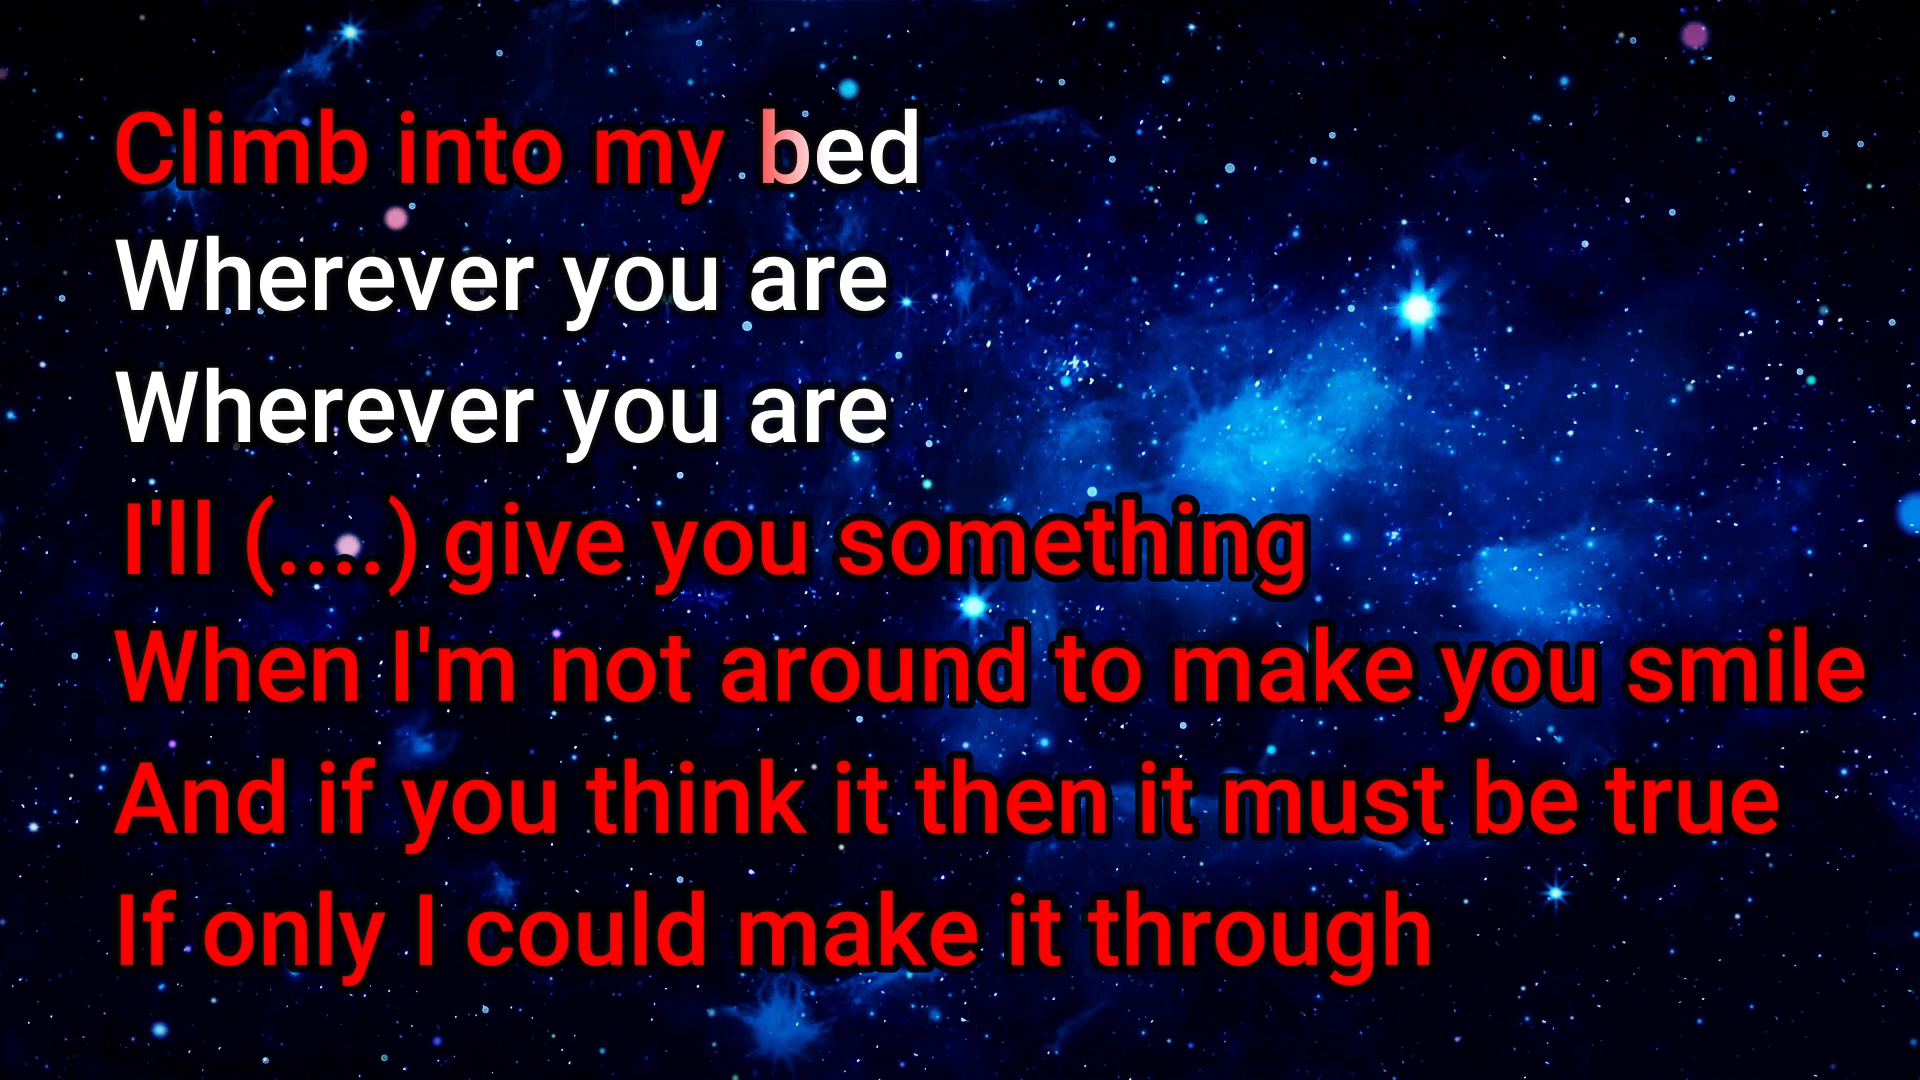 Climb into my bed
Wherever you are
Wherever you are
I'll (....) give you something
When I'm not around to make you smile
And if you think it then it must be true
If only I could make it through